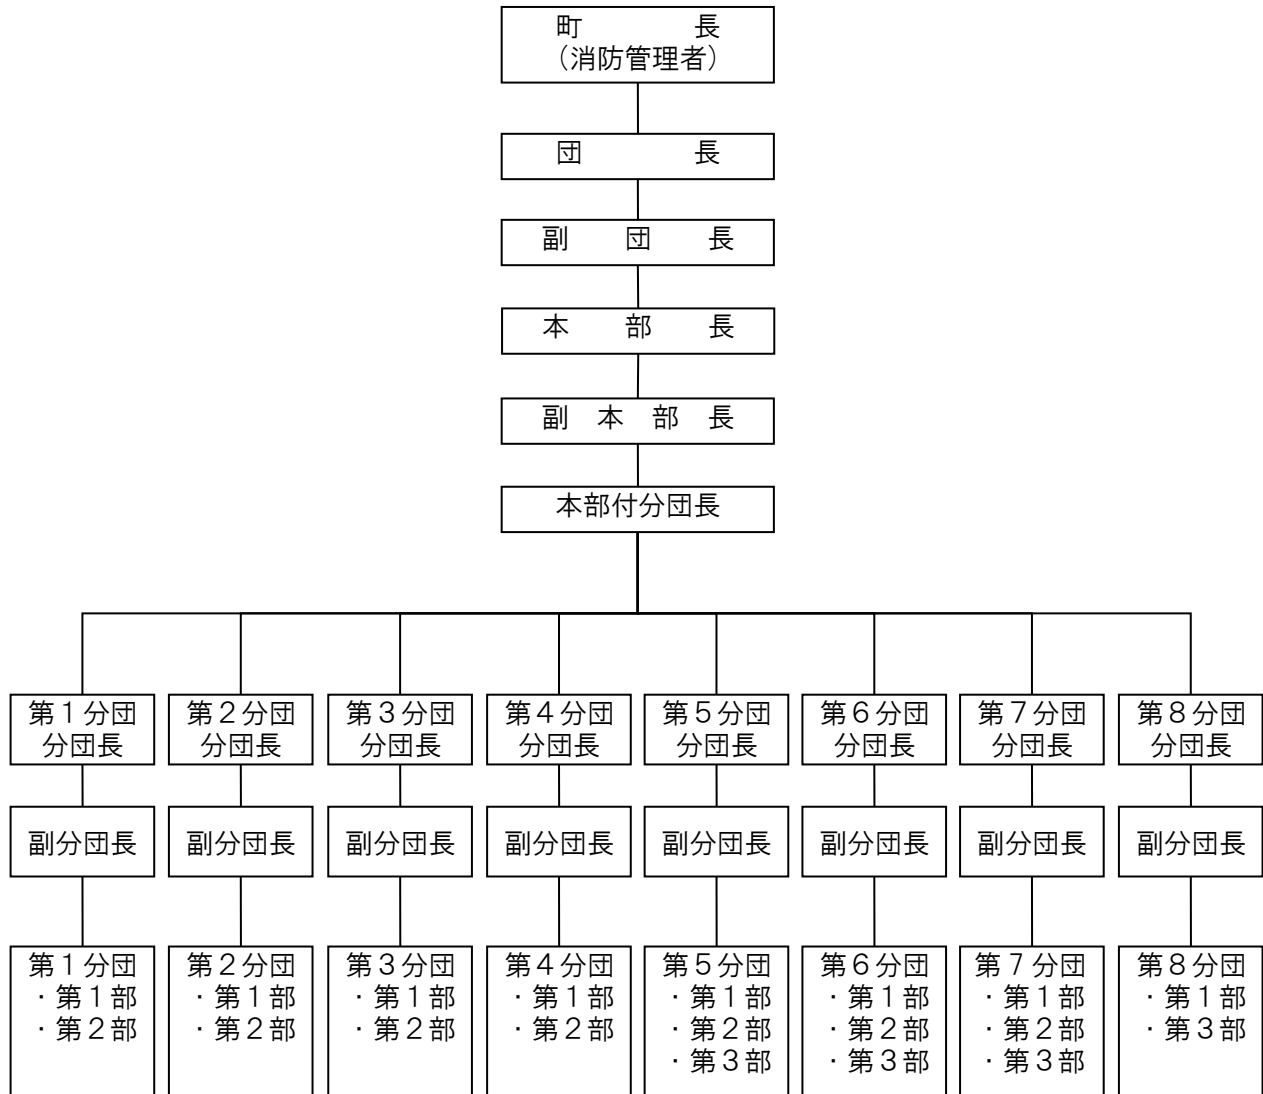 町　　　　長
（消防管理者）
団　　　　長
副　　団　　長
本　　部　　長
副　本　部　長
本部付分団長
第１分団
分団長
第２分団
分団長
第３分団
分団長
第４分団
分団長
第５分団
分団長
第６分団
分団長
第７分団
分団長
第８分団
分団長
副分団長
副分団長
副分団長
副分団長
副分団長
副分団長
副分団長
副分団長
第１分団
・第１部
・第２部
第２分団
・第１部
・第２部
第３分団
・第１部
・第２部
第４分団
・第１部
・第２部
第５分団
・第１部
・第２部
・第３部
第６分団
・第１部
・第２部
・第３部
第７分団
・第１部
・第２部
・第３部
第８分団
・第１部
・第３部